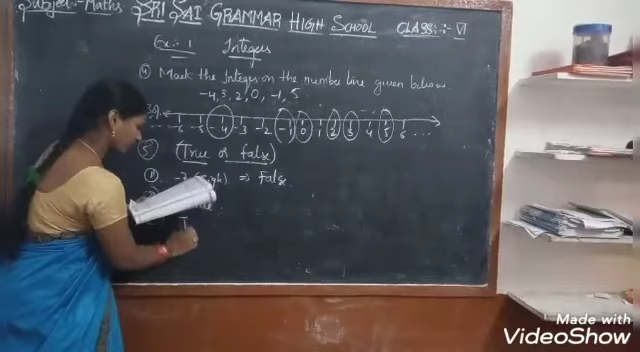 Subject:- Maths SRI SAI GRAMMAR HIGH SCHOOL CLASS:- VI
Ex:- 1 Integers
④ Mark the Integers on the number line given below.
-4, 3, 2, 0, -1, 5.
-6 -5 -4 -3 -2 -1 0 1 2 3 4 5 6 ...
⑤ (True or false)
① -7 ⇒ False
Made with
VideoShow